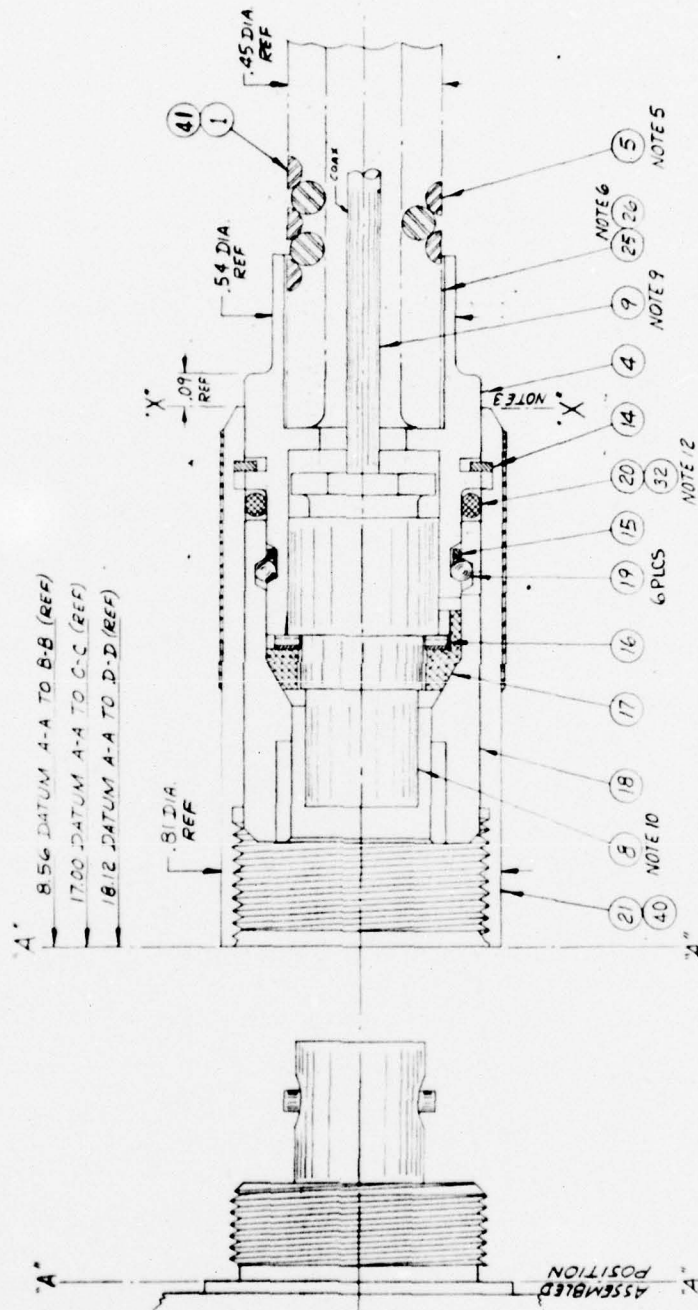 8.56 DATUM A-A TO B-B (REF)
17.00 DATUM A-A TO C-C (REF)
18.12 DATUM A-A TO D-D (REF)
"A"
"A"
.81 DIA.
REF
"X"
.09
REF
.54 DIA
REF
.45 DIA
REF
41
1
COAX
NOTE 3
"X"
"A"
"A"
ASSEMBLED
POSITION
21
40
8
NOTE 10
18
17
16
19
6 PLCS
15
20
32
NOTE 12
14
4
9
NOTE 9
25
26
NOTE 6
5
NOTE 5